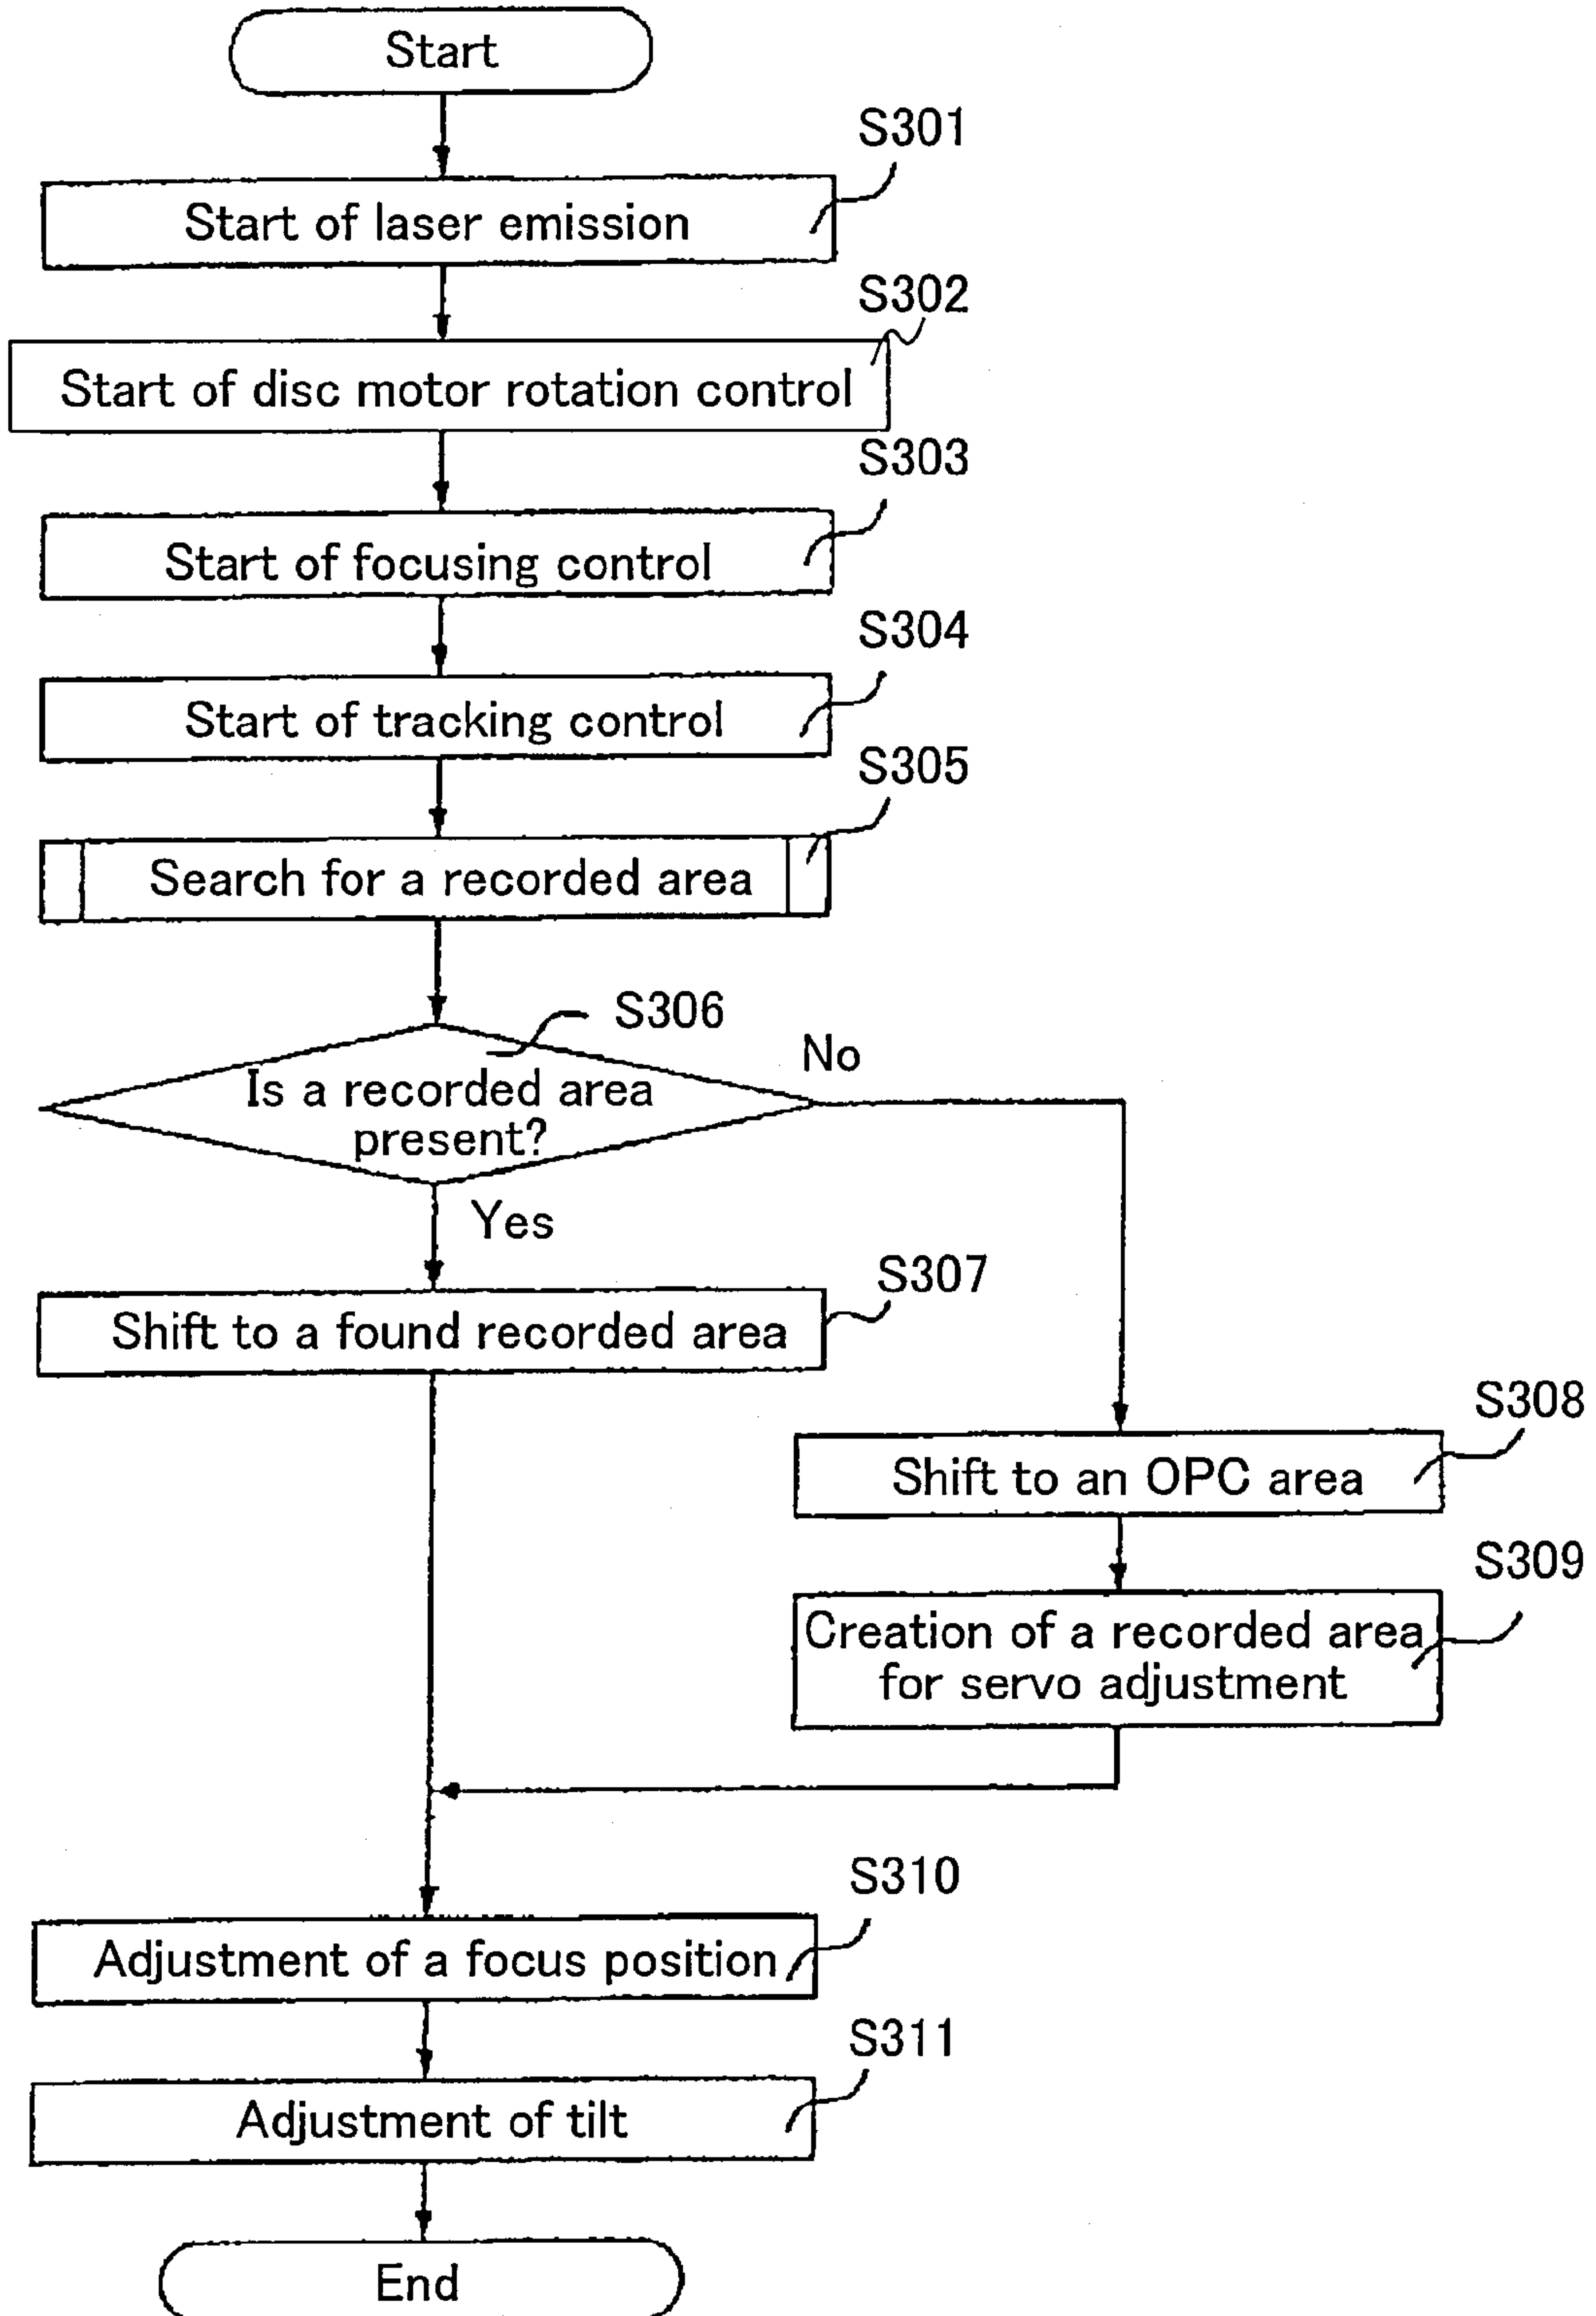 Start
S301
Start of laser emission
S302
Start of disc motor rotation control
S303
Start of focusing control
S304
Start of tracking control
S305
Search for a recorded area
S306
No
Is a recorded area
present?
Yes
S307
Shift to a found recorded area
S308
Shift to an OPC area
S309
Creation of a recorded area
for servo adjustment
S310
Adjustment of a focus position
S311
Adjustment of tilt
End